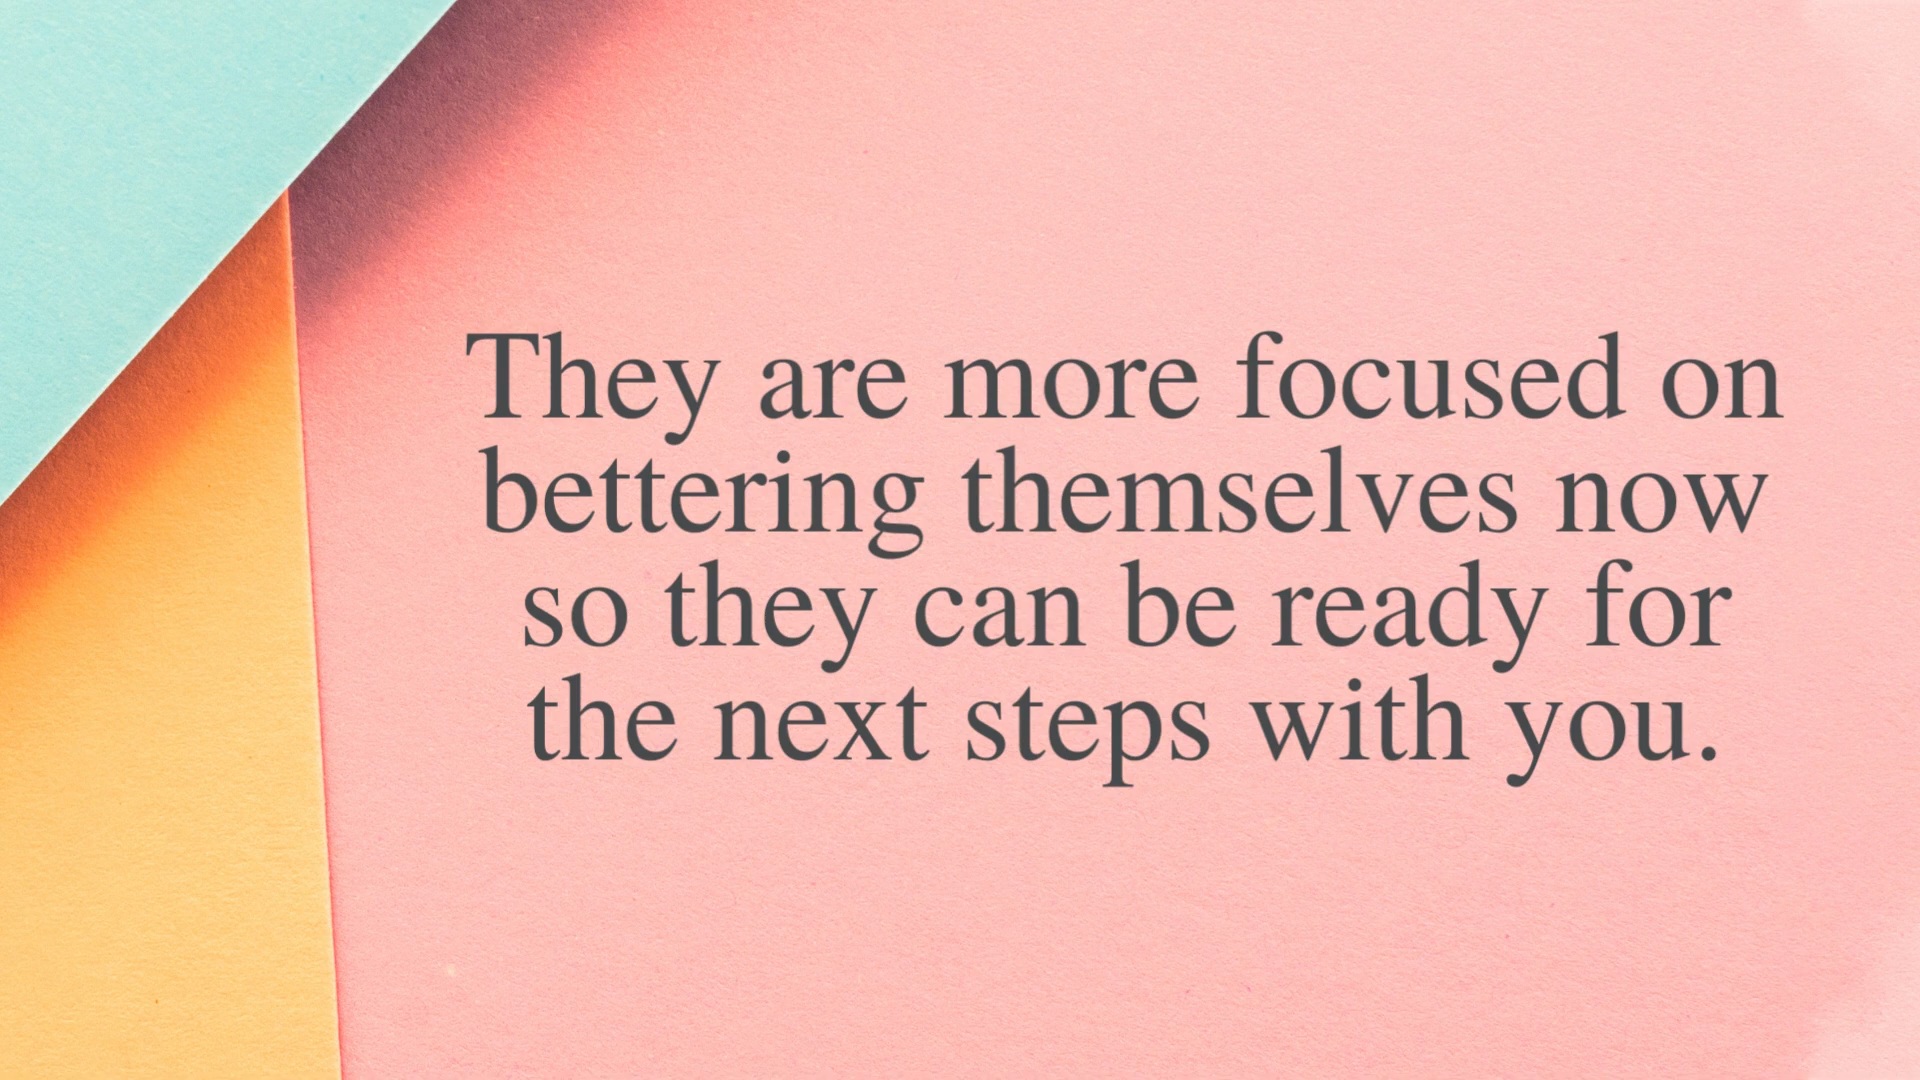 They are more focused on
bettering themselves now
so they can be ready for
the next steps with you.